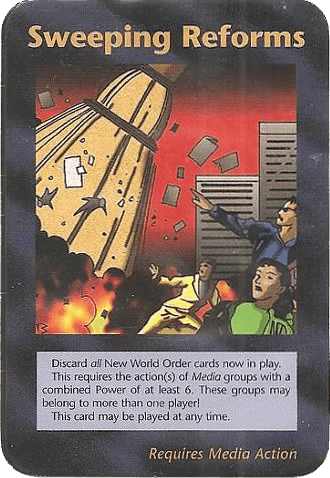 Sweeping Reforms
Discard all New World Order cards now in play.
This requires the action(s) of Media groups with a
combined Power of at least 6. These groups may
belong to more than one player!
This card may be played at any time.
Requires Media Action